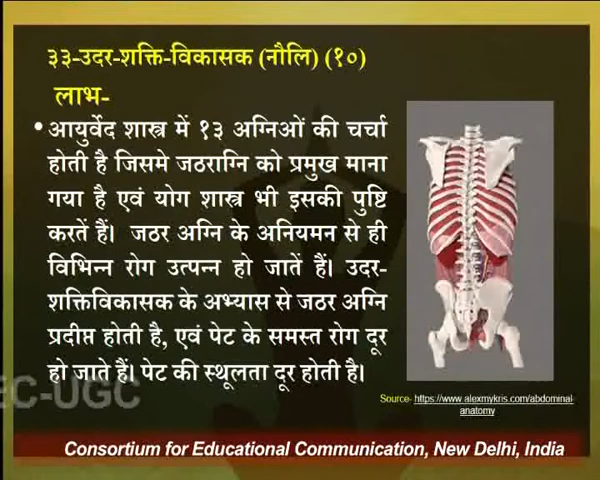 ३३-उदर-शक्ति-विकासक (नौलि) (१०)
लाभ-
• आयुर्वेद शास्त्र में १३ अग्निओं की चर्चा
होती है जिसमे जठराग्नि को प्रमुख माना
गया है एवं योग शास्त्र भी इसकी पुष्टि
करतें हैं। जठर अग्नि के अनियमन से ही
विभिन्न रोग उत्पन्न हो जातें हैं। उदर-
शक्तिविकासक के अभ्यास से जठर अग्नि
प्रदीप्त होती है, एवं पेट के समस्त रोग दूर
हो जाते हैं। पेट की स्थूलता दूर होती है।
Source- https://www.alexmykris.com/abdominal-
anatomy
EC-UGC
Consortium for Educational Communication, New Delhi, India